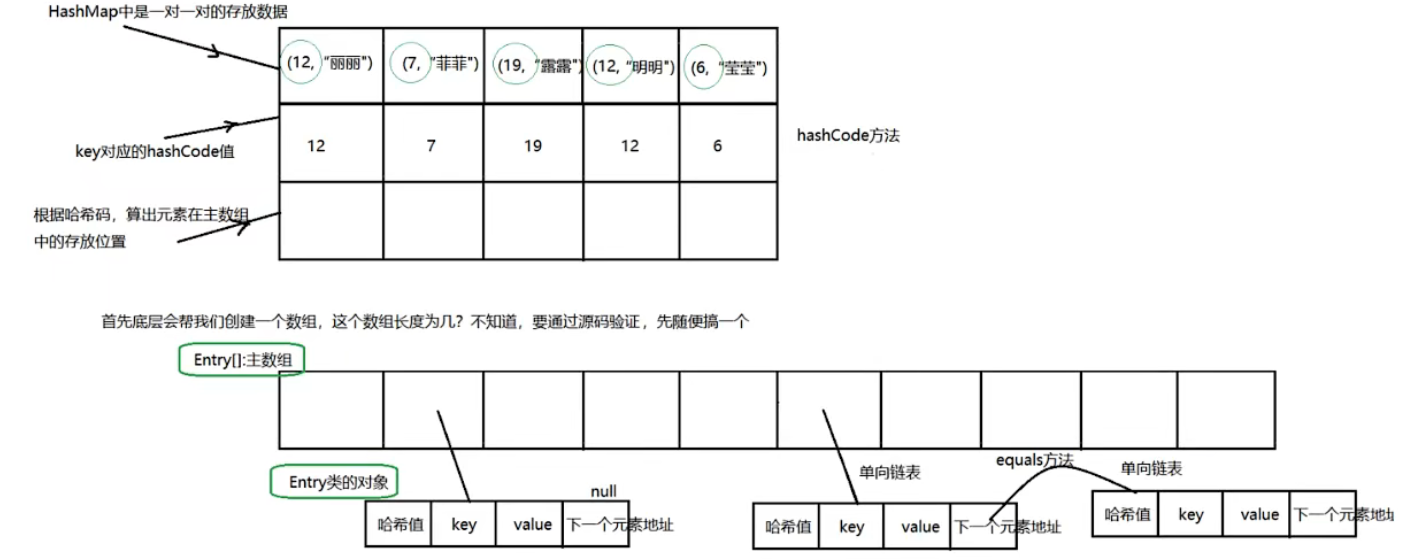 HashMap中是一对一对的存放数据
(12, "丽丽") (7, "菲菲") (19, "露露") (12, "明明") (6, "莹莹")
12 7 19 12 6
hashCode方法
key对应的hashCode值
根据哈希码，算出元素在主数组
中的存放位置
首先底层会帮我们创建一个数组，这个数组长度为几？不知道，要通过源码验证，先随便搞一个
Entry[]:主数组
Entry类的对象
null
单向链表
equals方法
单向链表
哈希值 key value 下一个元素地址
哈希值 key value 下一个元素地址
哈希值 key value 下一个元素地址